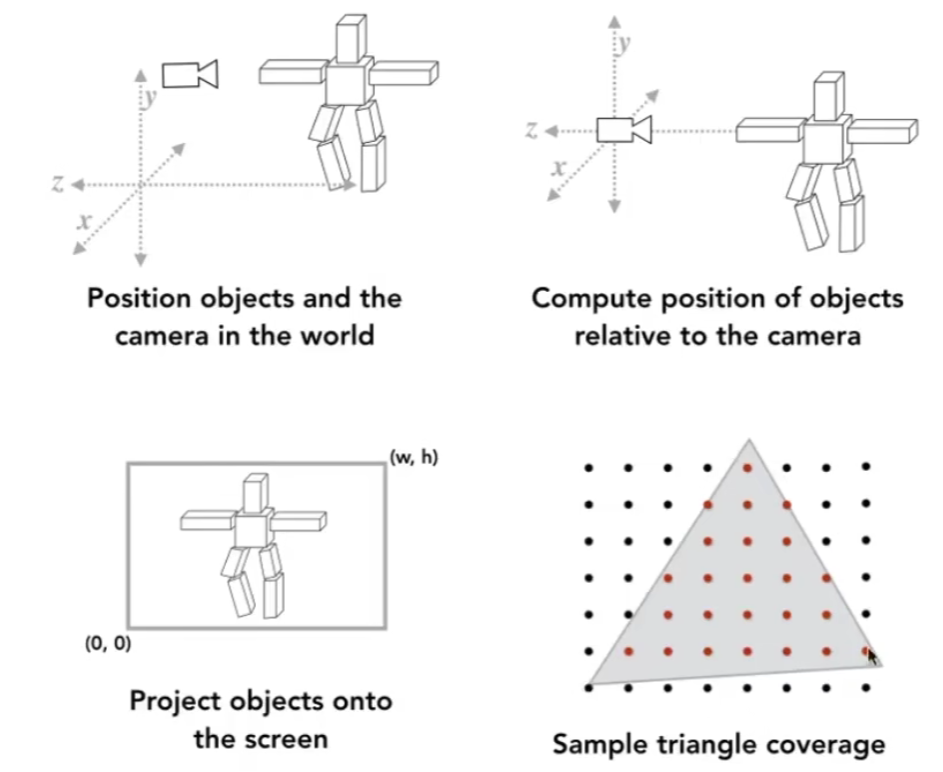 y
z
x
Position objects and the
camera in the world
y
z
x
Compute position of objects
relative to the camera
(w, h)
(0, 0)
Project objects onto
the screen
Sample triangle coverage